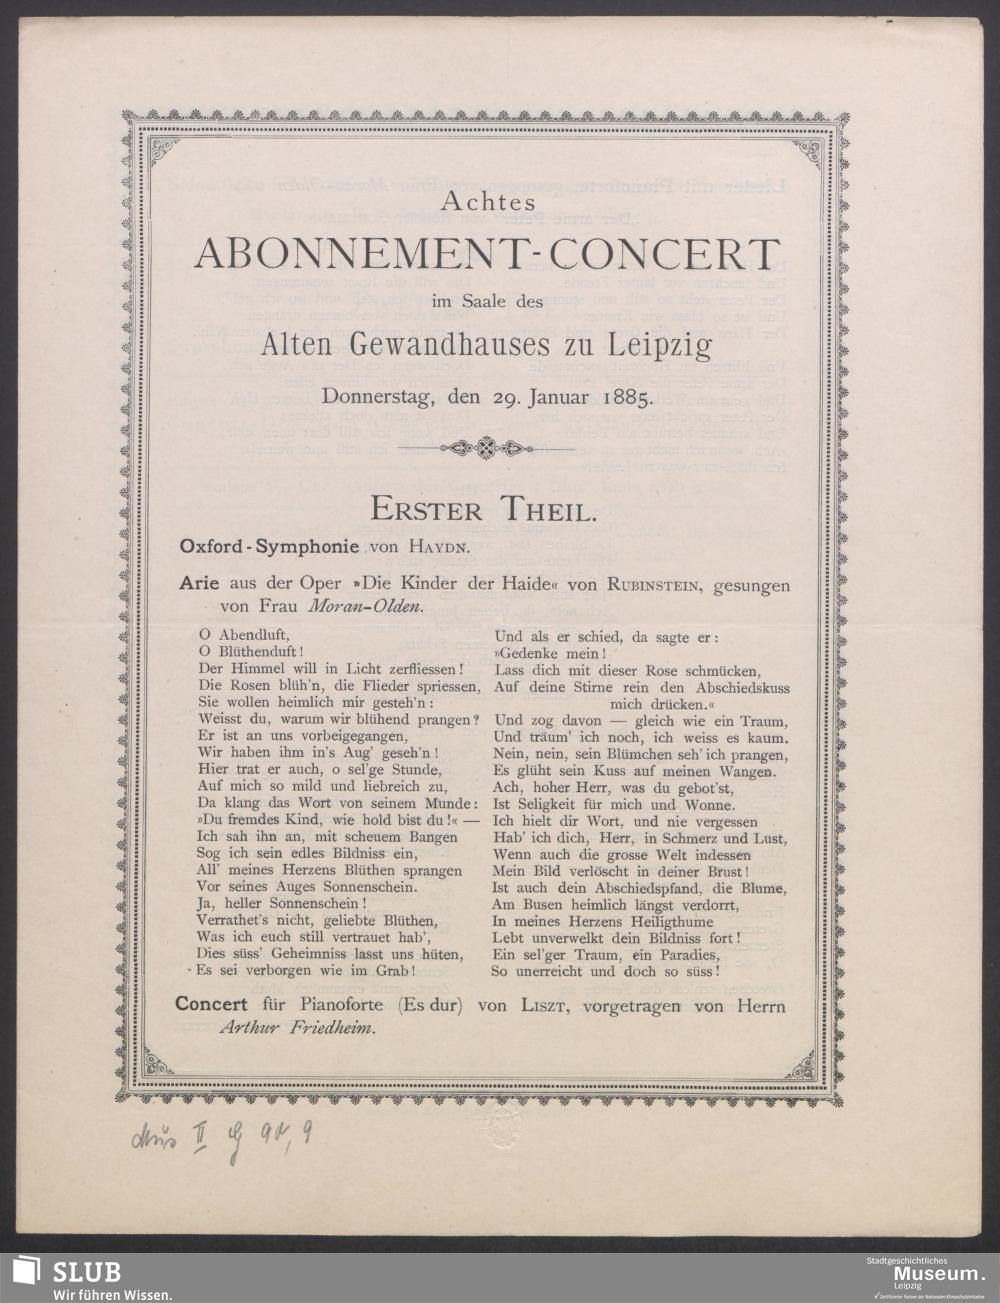 Achtes
ABONNEMENT-CONCERT
im Saale des
Alten Gewandhauses zu Leipzig
Donnerstag, den 29. Januar 1885.
ERSTER THEIL.
Oxford-Symphonie von HAYDN.
Arie aus der Oper »Die Kinder der Haide« von RUBINSTEIN, gesungen
von Frau Moran-Olden.
O Abendluft,
O Blüthenduft!
Der Himmel will in Licht zerfliessen!
Die Rosen blüh'n, die Flieder spriessen,
Sie wollen heimlich mir gesteh'n:
Weisst du, warum wir blühend prangen?
Er ist an uns vorbeigegangen,
Wir haben ihm in's Aug' geseh'n!
Hier trat er auch, o sel'ge Stunde,
Auf mich so mild und liebreich zu,
Da klang das Wort von seinem Munde:
»Du fremdes Kind, wie hold bist du!« —
Ich sah ihn an, mit scheuem Bangen
Sog ich sein edles Bildniss ein,
All' meines Herzens Blüthen sprangen
Vor seines Auges Sonnenschein.
Ja, heller Sonnenschein!
Verrathet's nicht, geliebte Blüthen,
Was ich euch still vertrauet hab',
Dies süss' Geheimniss lasst uns hüten,
Es sei verborgen wie im Grab!
Und als er schied, da sagte er:
»Gedenke mein!
Lass dich mit dieser Rose schmücken,
Auf deine Stirne rein den Abschiedskuss
mich drücken.«
Und zog davon — gleich wie ein Traum,
Und träum' ich noch, ich weiss es kaum.
Nein, nein, sein Blümchen seh' ich prangen,
Es glüht sein Kuss auf meinen Wangen.
Ach, hoher Herr, was du gebot'st,
Ist Seligkeit für mich und Wonne.
Ich hielt dir Wort, und nie vergessen
Hab' ich dich, Herr, in Schmerz und Lust,
Wenn auch die grosse Welt indessen
Mein Bild verlöscht in deiner Brust!
Ist auch dein Abschiedspfand, die Blume,
Am Busen heimlich längst verdorrt,
In meines Herzens Heiligthume
Lebt unverwelkt dein Bildniss fort!
Ein sel'ger Traum, ein Paradies,
So unerreicht und doch so süss!
Concert für Pianoforte (Es dur) von LISZT, vorgetragen von Herrn
Arthur Friedheim.
Mus II
SLUB
Wir führen Wissen.
Stadtgeschichtliches
Museum.
Leipzig
Zertifizierter Partner der Nationalen Klimaschutzinitiative